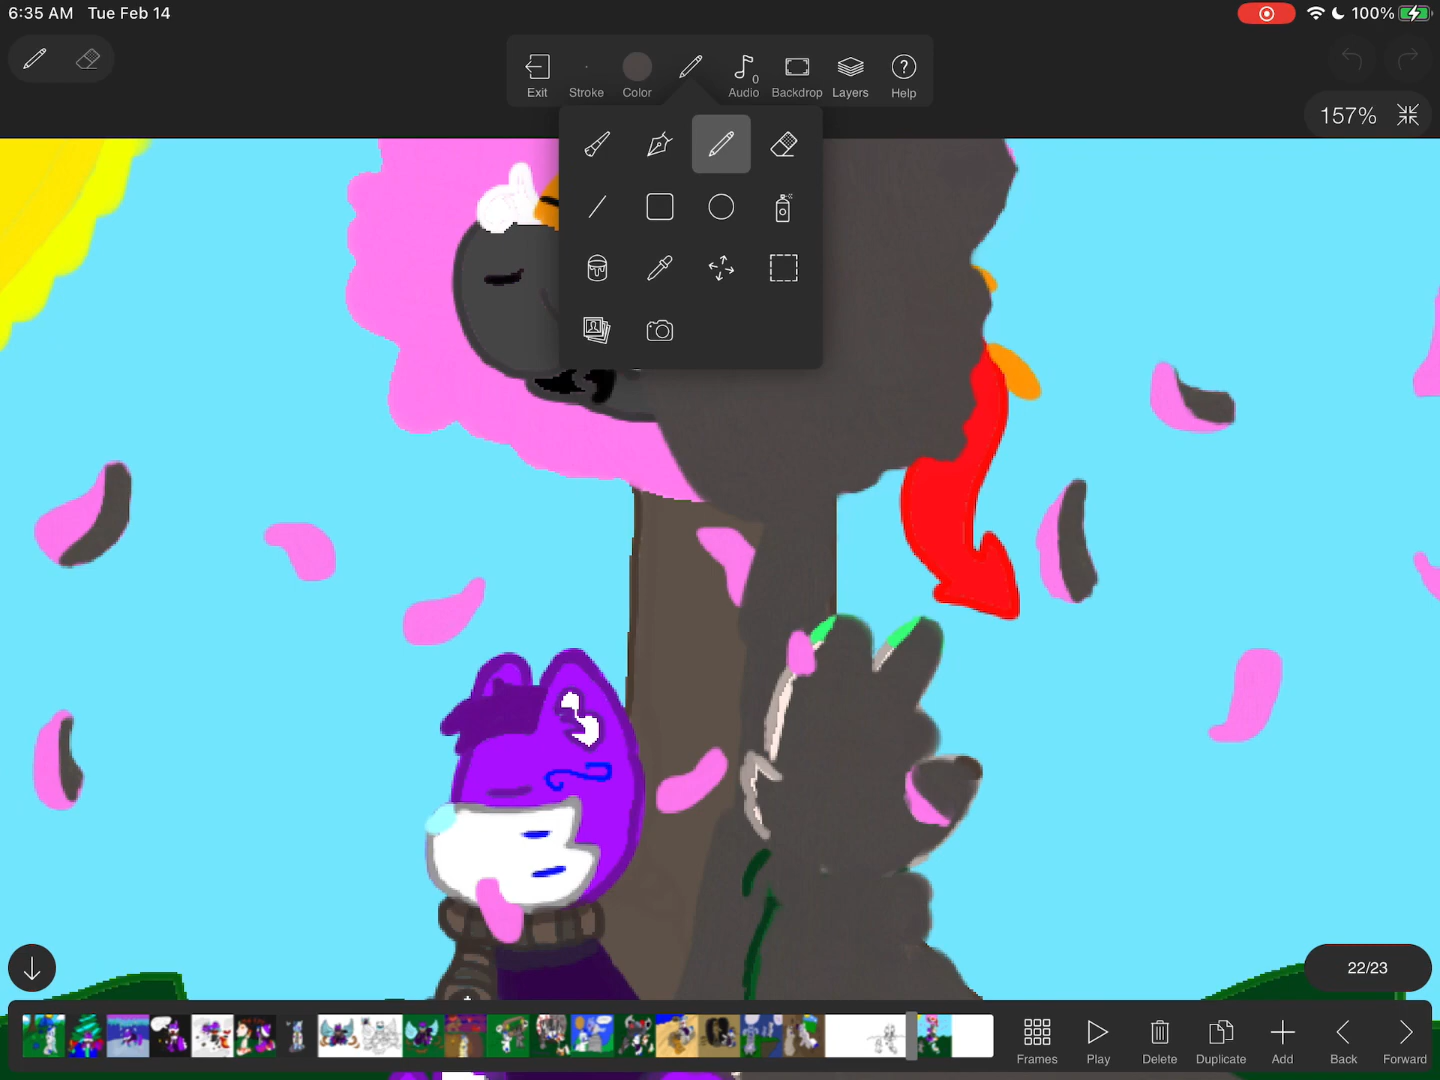 6:35 AM Tue Feb 14
100%
Exit
Stroke
Color
0
Audio
Backdrop
Layers
Help
157%
22/23
Frames
Play
Delete
Duplicate
Add
Back
Forward